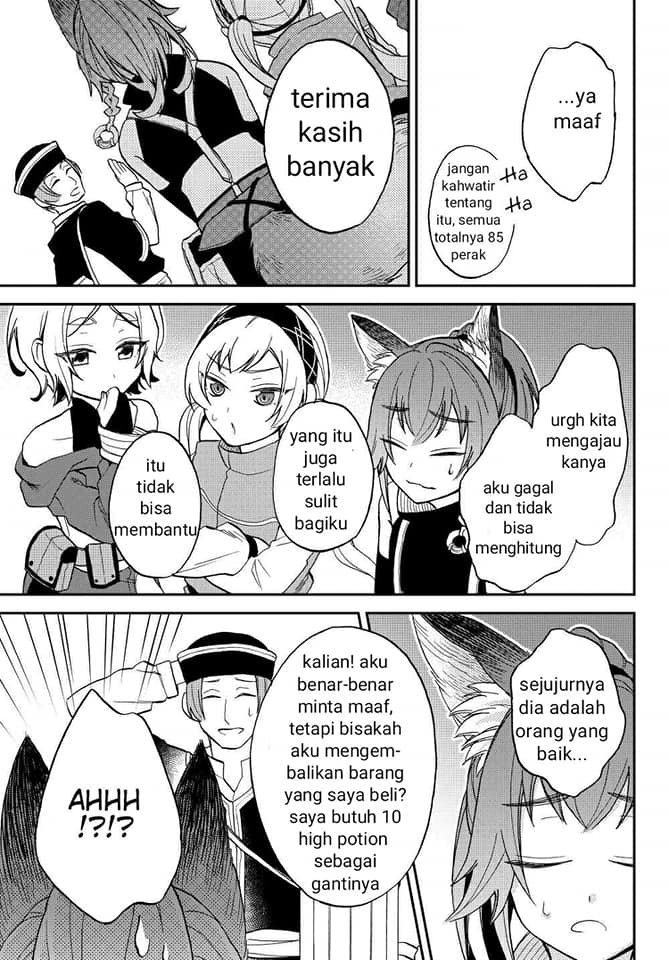 ...ya
maaf
jangan
kahwatir
tentang
itu, semua
totalnya 85
perak
Ha
Ha
terima
kasih
banyak
urgh kita
mengajau
kanya
aku gagal
dan tidak
bisa
menghitung
yang itu
juga
terlalu
sulit
bagiku
itu
tidak
bisa
membantu
sejujurnya
dia adalah
orang yang
baik...
kalian! aku
benar-benar
minta maaf,
tetapi bisakah
aku mengem-
balikan barang
yang saya beli?
saya butuh 10
high potion
sebagai
gantinya
AHHH
!?!?